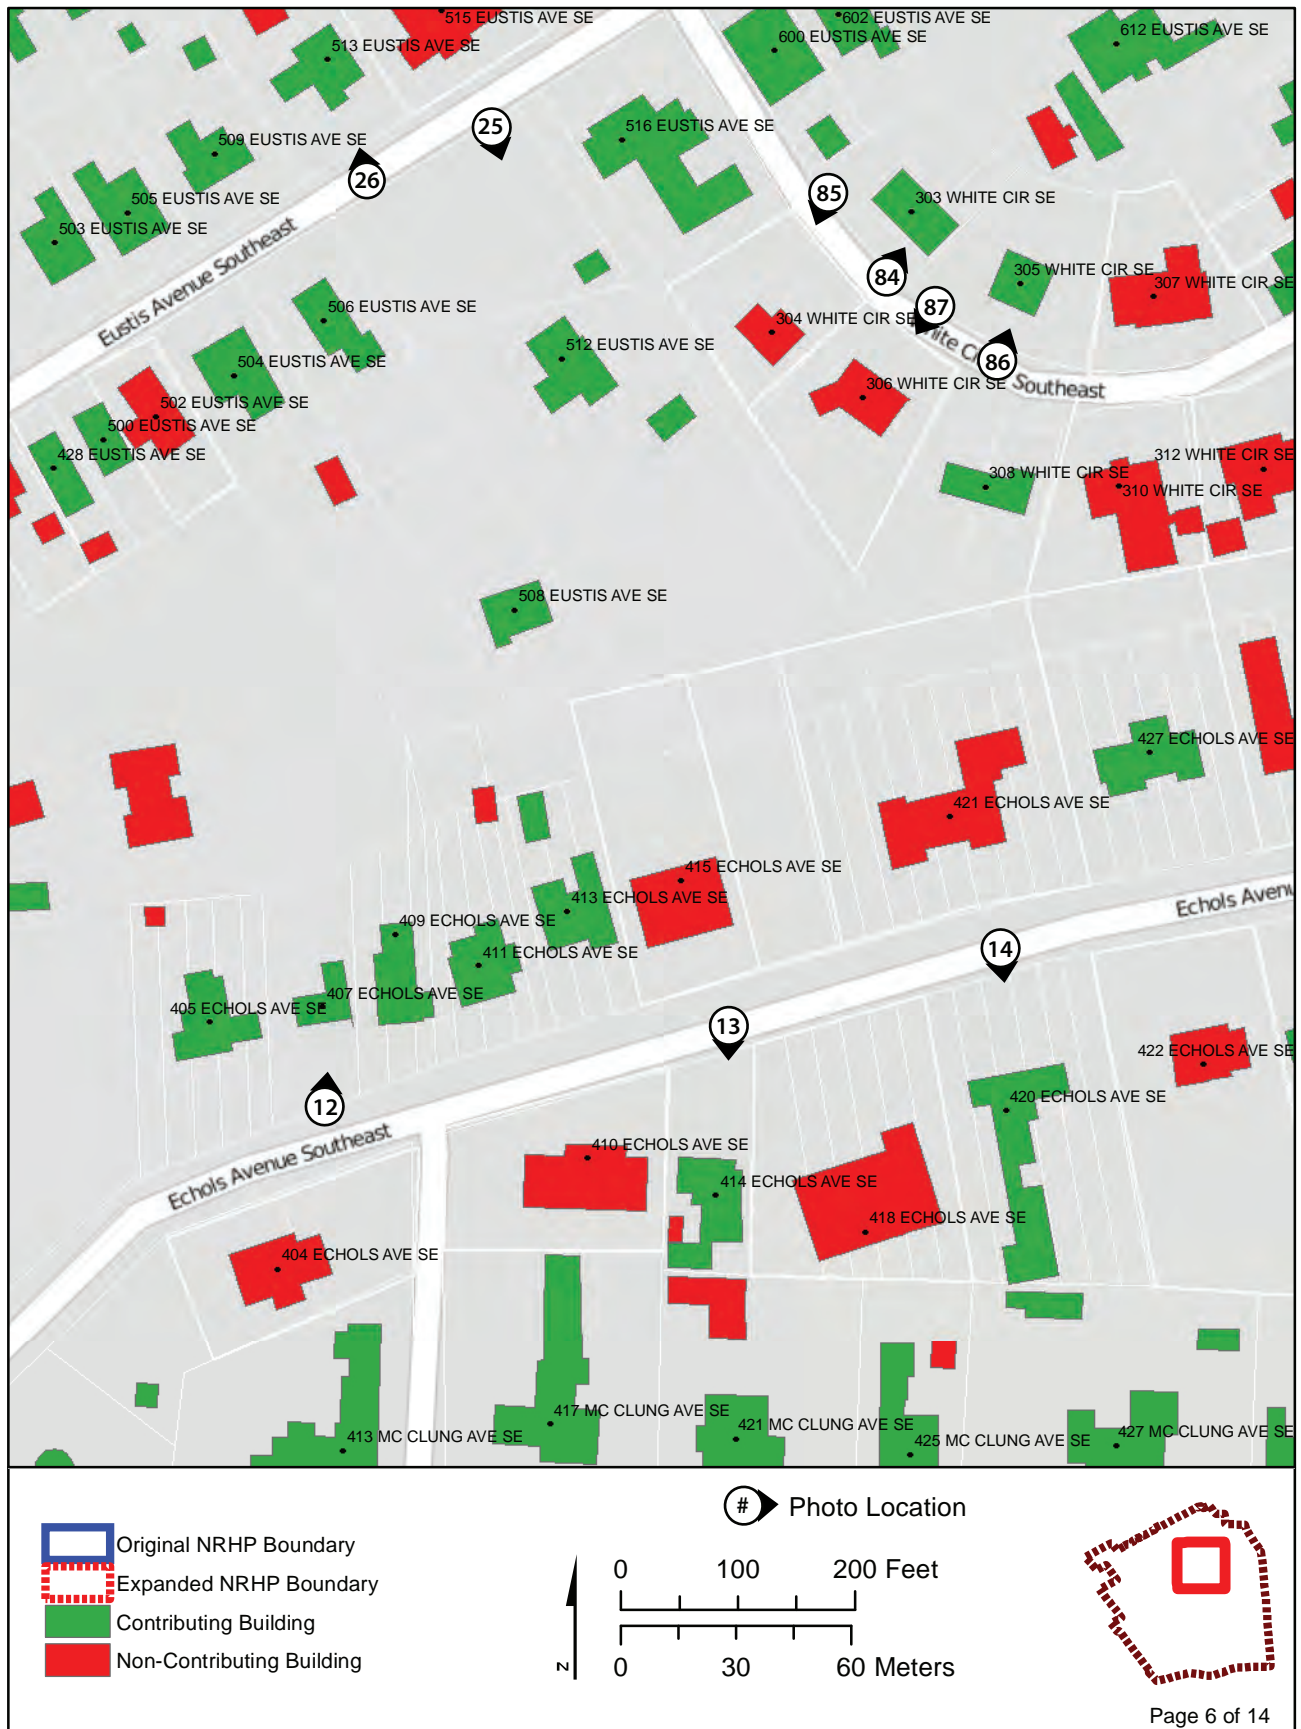 515 EUSTIS AVE SE
602 EUSTIS AVE SE
513 EUSTIS AVE SE
600 EUSTIS AVE SE
612 EUSTIS AVE SE
25
516 EUSTIS AVE SE
509 EUSTIS AVE SE
26
85
505 EUSTIS AVE SE
303 WHITE CIR SE
503 EUSTIS AVE SE
Eustis Avenue Southeast
84
305 WHITE CIR SE
307 WHITE CIR SE
506 EUSTIS AVE SE
87
304 WHITE CIR SE
512 EUSTIS AVE SE
86
504 EUSTIS AVE SE
306 WHITE CIR SE
Southeast
502 EUSTIS AVE SE
500 EUSTIS AVE SE
428 EUSTIS AVE SE
312 WHITE CIR SE
308 WHITE CIR SE
310 WHITE CIR SE
508 EUSTIS AVE SE
427 ECHOLS AVE SE
421 ECHOLS AVE SE
415 ECHOLS AVE SE
413 ECHOLS AVE SE
Echols Avenu
409 ECHOLS AVE SE
411 ECHOLS AVE SE
14
407 ECHOLS AVE SE
405 ECHOLS AVE SE
13
422 ECHOLS AVE SE
12
420 ECHOLS AVE SE
Echols Avenue Southeast
410 ECHOLS AVE SE
414 ECHOLS AVE SE
418 ECHOLS AVE SE
404 ECHOLS AVE SE
417 MC CLUNG AVE SE
421 MC CLUNG AVE SE
427 MC CLUNG AVE SE
413 MC CLUNG AVE SE
425 MC CLUNG AVE SE
# Photo Location
Original NRHP Boundary
Expanded NRHP Boundary
Contributing Building
Non-Contributing Building
N
0 100 200 Feet
0 30 60 Meters
Page 6 of 14